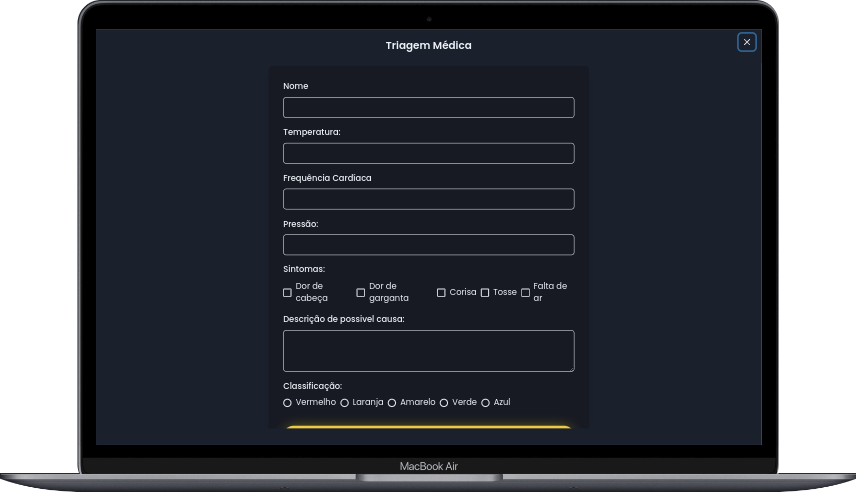 Triagem Médica
Nome
Temperatura:
Frequência Cardíaca
Pressão:
Sintomas:
Dor de
cabeça
Dor de
garganta
Corisa
Tosse
Falta de
ar
Descrição de possível causa:
Classificação:
Vermelho Laranja Amarelo Verde Azul
MacBook Air